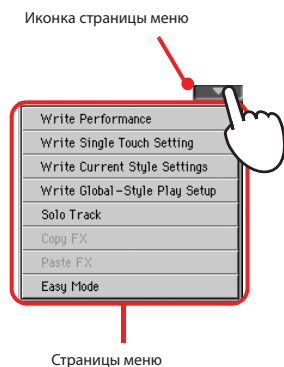 Иконка страницы меню
Write Performance
Write Single Touch Setting
Write Current Style Settings
Write Global-Style Play Setup
Solo Track
Copy FX
Paste FX
Easy Mode
Страницы меню